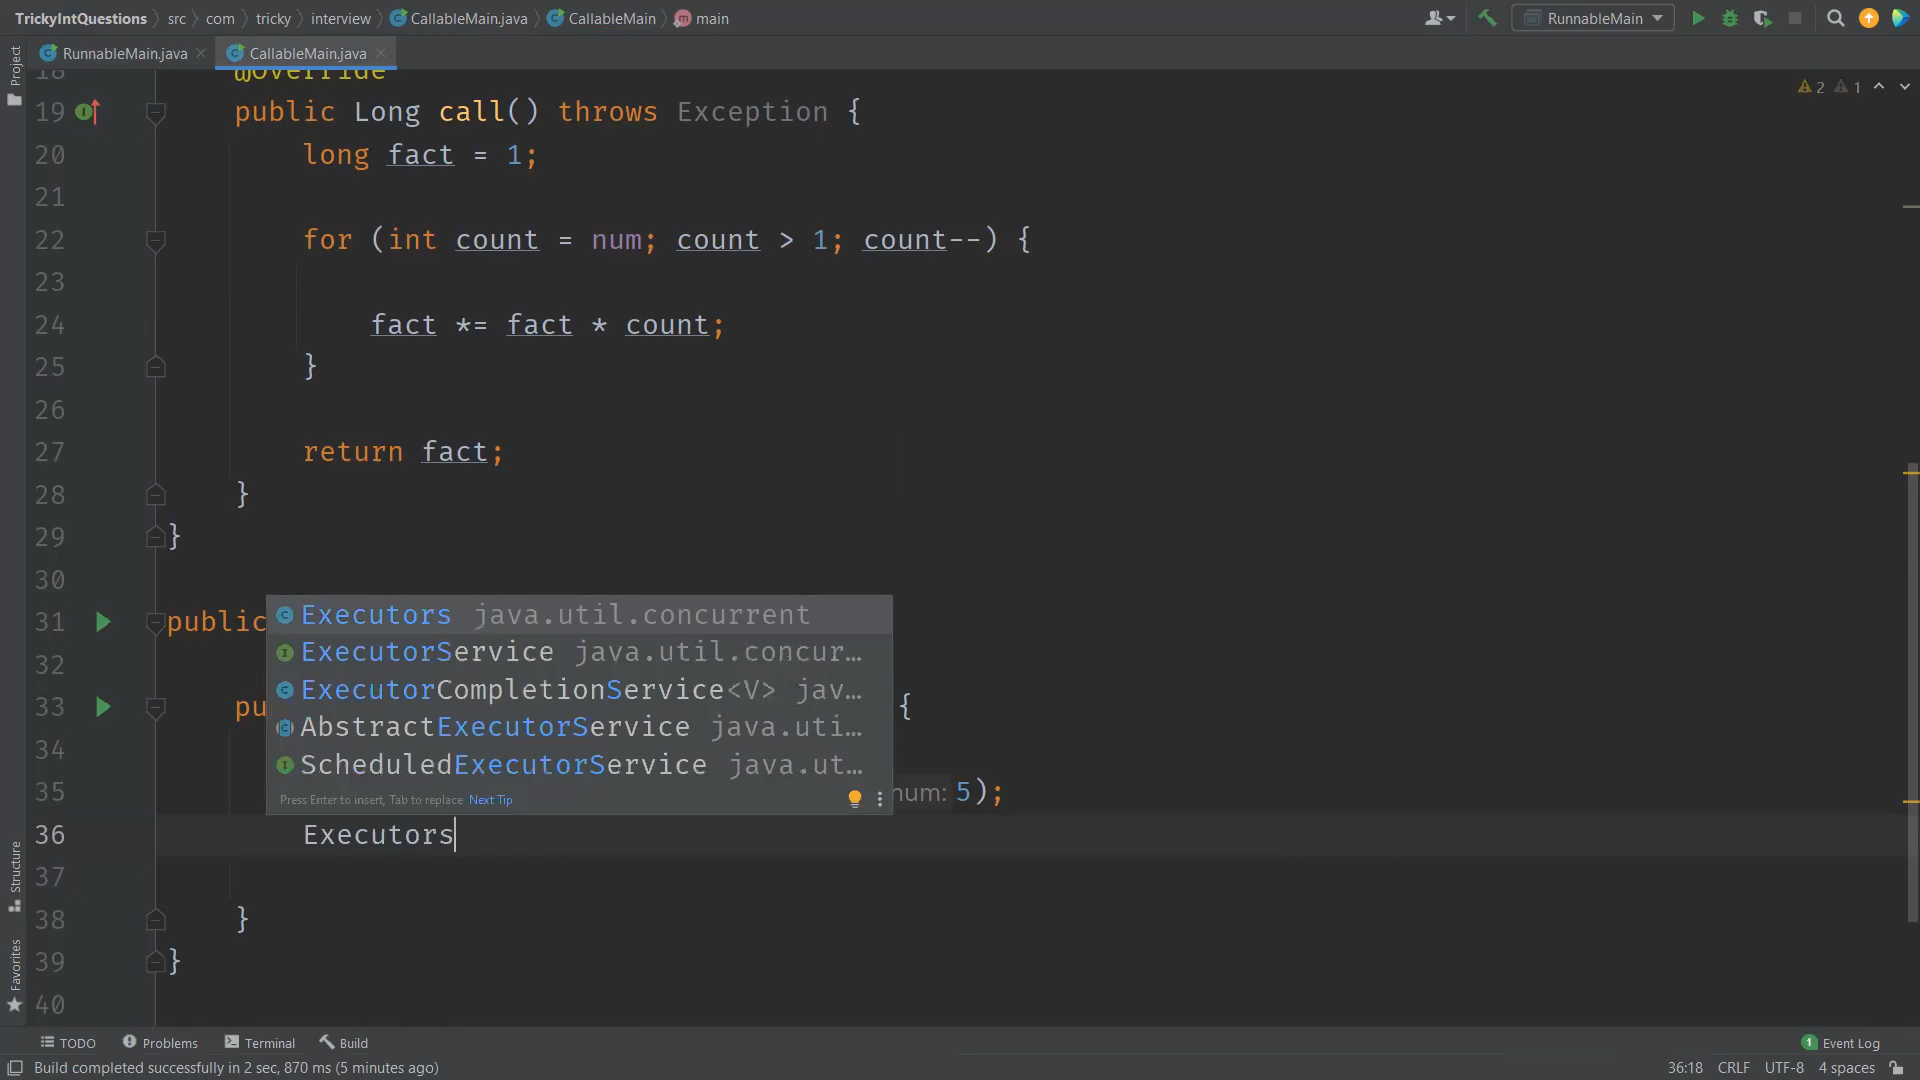 TrickyIntQuestions src com tricky interview CallableMain.java CallableMain main RunnableMain
RunnableMain.java CallableMain.java
Project
18 @Override
19 public Long call() throws Exception {
20 long fact = 1;
21
22 for (int count = num; count > 1; count--) {
23
24 fact *= fact * count;
25 }
26
27 return fact;
28 }
29 }
30
31 public
32
33 pu {
34
35 num: 5);
36 Executors
37
38 }
39 }
40
2 1
Executors java.util.concurrent
ExecutorService java.util.concur…
ExecutorCompletionService<V> jav…
AbstractExecutorService java.uti…
ScheduledExecutorService java.ut…
Press Enter to insert, Tab to replace Next Tip
Structure
Favorites
TODO Problems Terminal Build 1 Event Log
Build completed successfully in 2 sec, 870 ms (5 minutes ago) 36:18 CRLF UTF-8 4 spaces